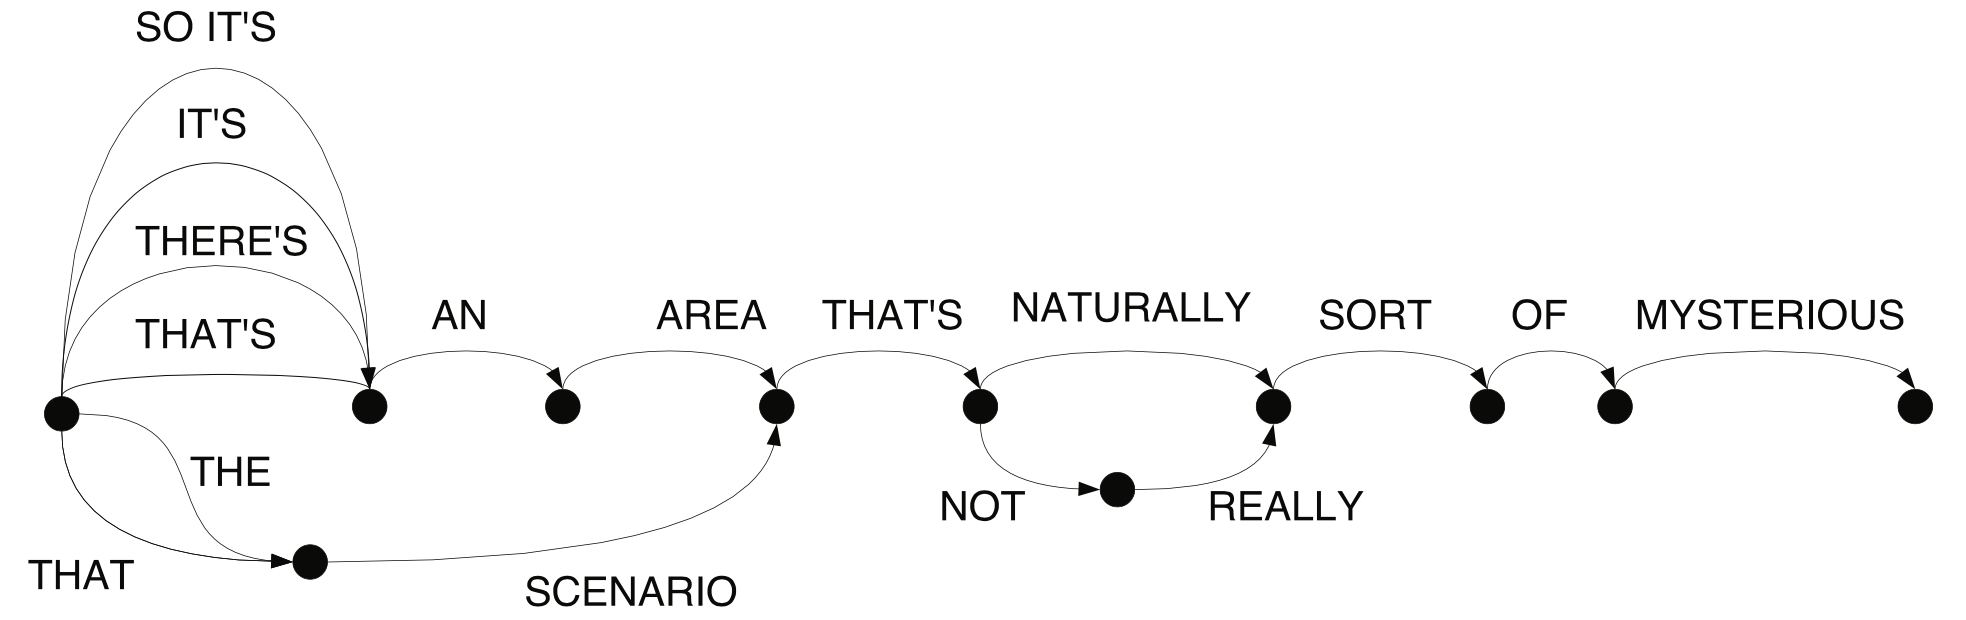 SO IT'S
IT'S
THERE'S
THAT'S
AN AREA THAT'S NATURALLY SORT OF MYSTERIOUS
THE
NOT REALLY
THAT
SCENARIO